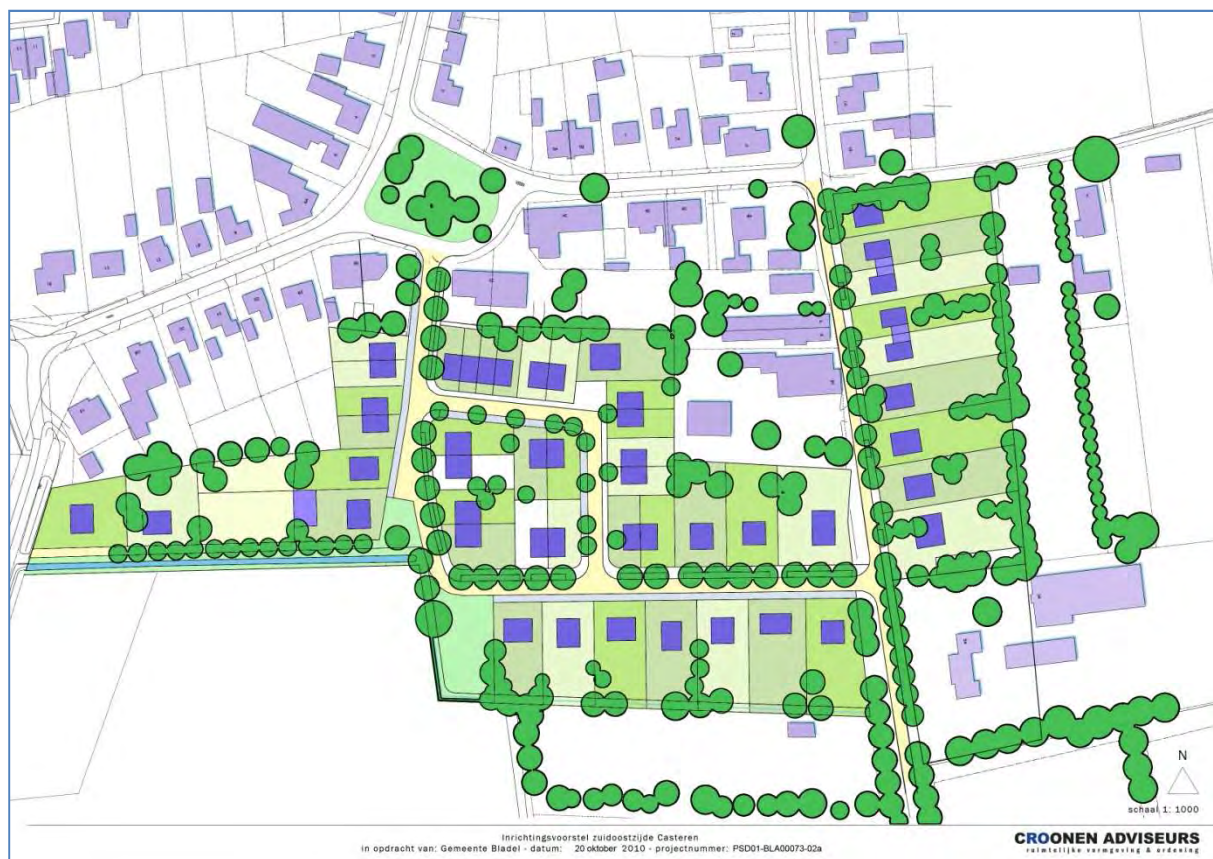 N
schaal 1: 1000
Inrichtingsvoorstel zuidoostzijde Casteren
in opdracht van: Gemeente Bladel - datum: 20 oktober 2010 - projectnummer: PSD01-BLA00073-02a
CROONEN ADVISEURS
ruimtelijke vormgeving & ordening